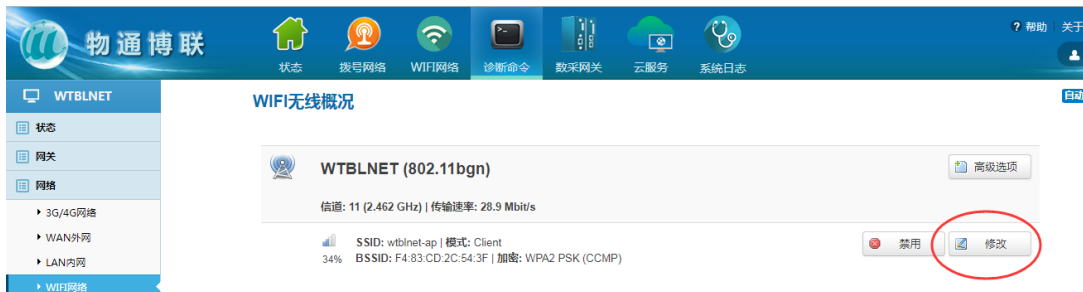 物通博联
状态 拨号网络 WIFI网络 诊断命令 数采网关 云服务 系统日志
? 帮助 关于
WTBLNET
状态
网关
网络
3G/4G网络
WAN外网
LAN内网
WIFI网络
WIFI无线概况
自动
WTBLNET (802.11bgn)
高级选项
信道: 11 (2.462 GHz) | 传输速率: 28.9 Mbit/s
SSID: wtblnet-ap | 模式: Client
34% BSSID: F4:83:CD:2C:54:3F | 加密: WPA2 PSK (CCMP)
禁用 修改